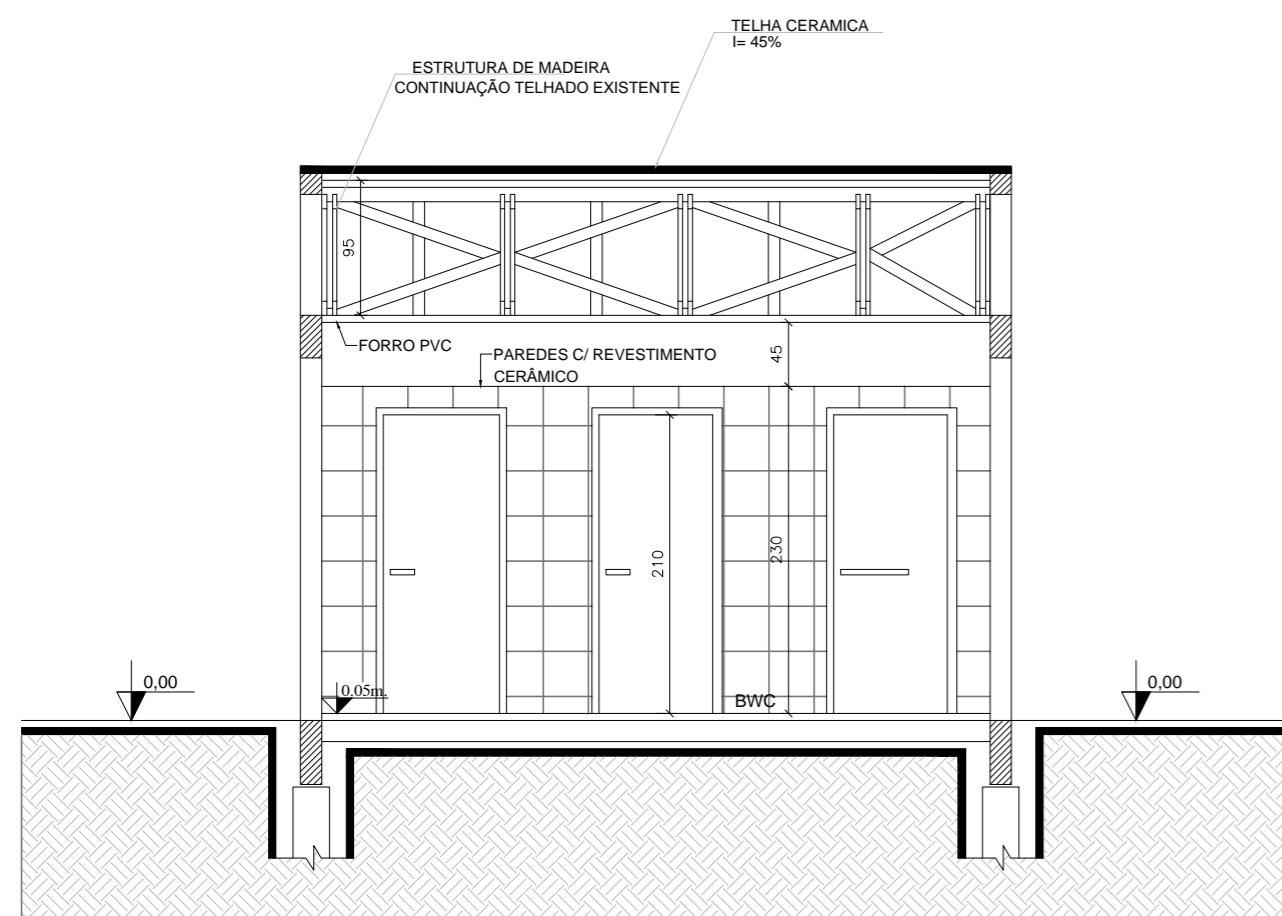 TELHA CERAMICA
I= 45%
ESTRUTURA DE MADEIRA
CONTINUAÇÃO TELHADO EXISTENTE
95
FORRO PVC
45
PAREDES C/ REVESTIMENTO
CERÂMICO
210
230
0,00
0.05m.
BWC
0,00